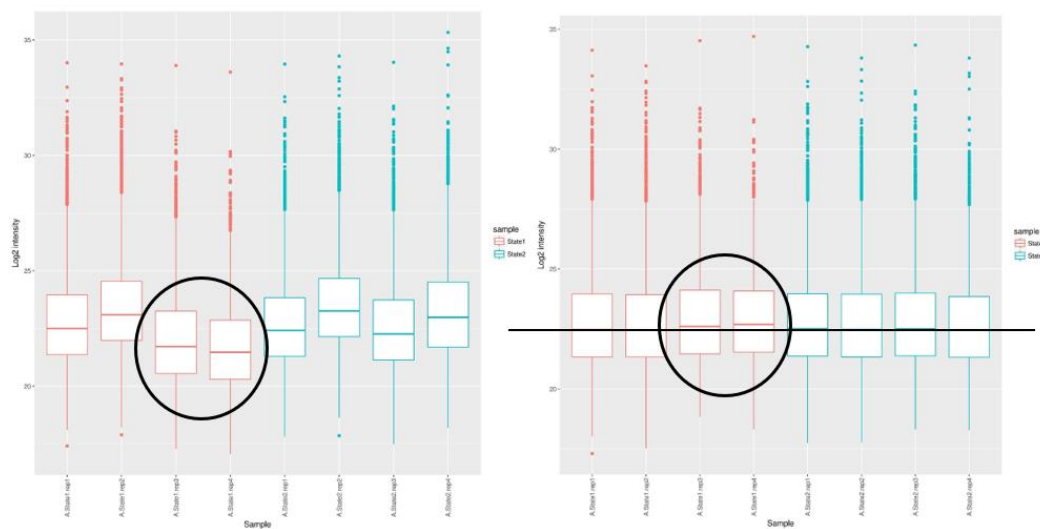 35
30
25
20
Log2 intensity
A.State1.rep1
A.State1.rep2
A.State1.rep3
A.State1.rep4
A.State2.rep1
A.State2.rep2
A.State2.rep3
A.State2.rep4
Sample
sample
State1
State2
35
30
25
20
Log2 intensity
A.State1.rep1
A.State1.rep2
A.State1.rep3
A.State1.rep4
A.State2.rep1
A.State2.rep2
A.State2.rep3
A.State2.rep4
Sample
sample
State
State